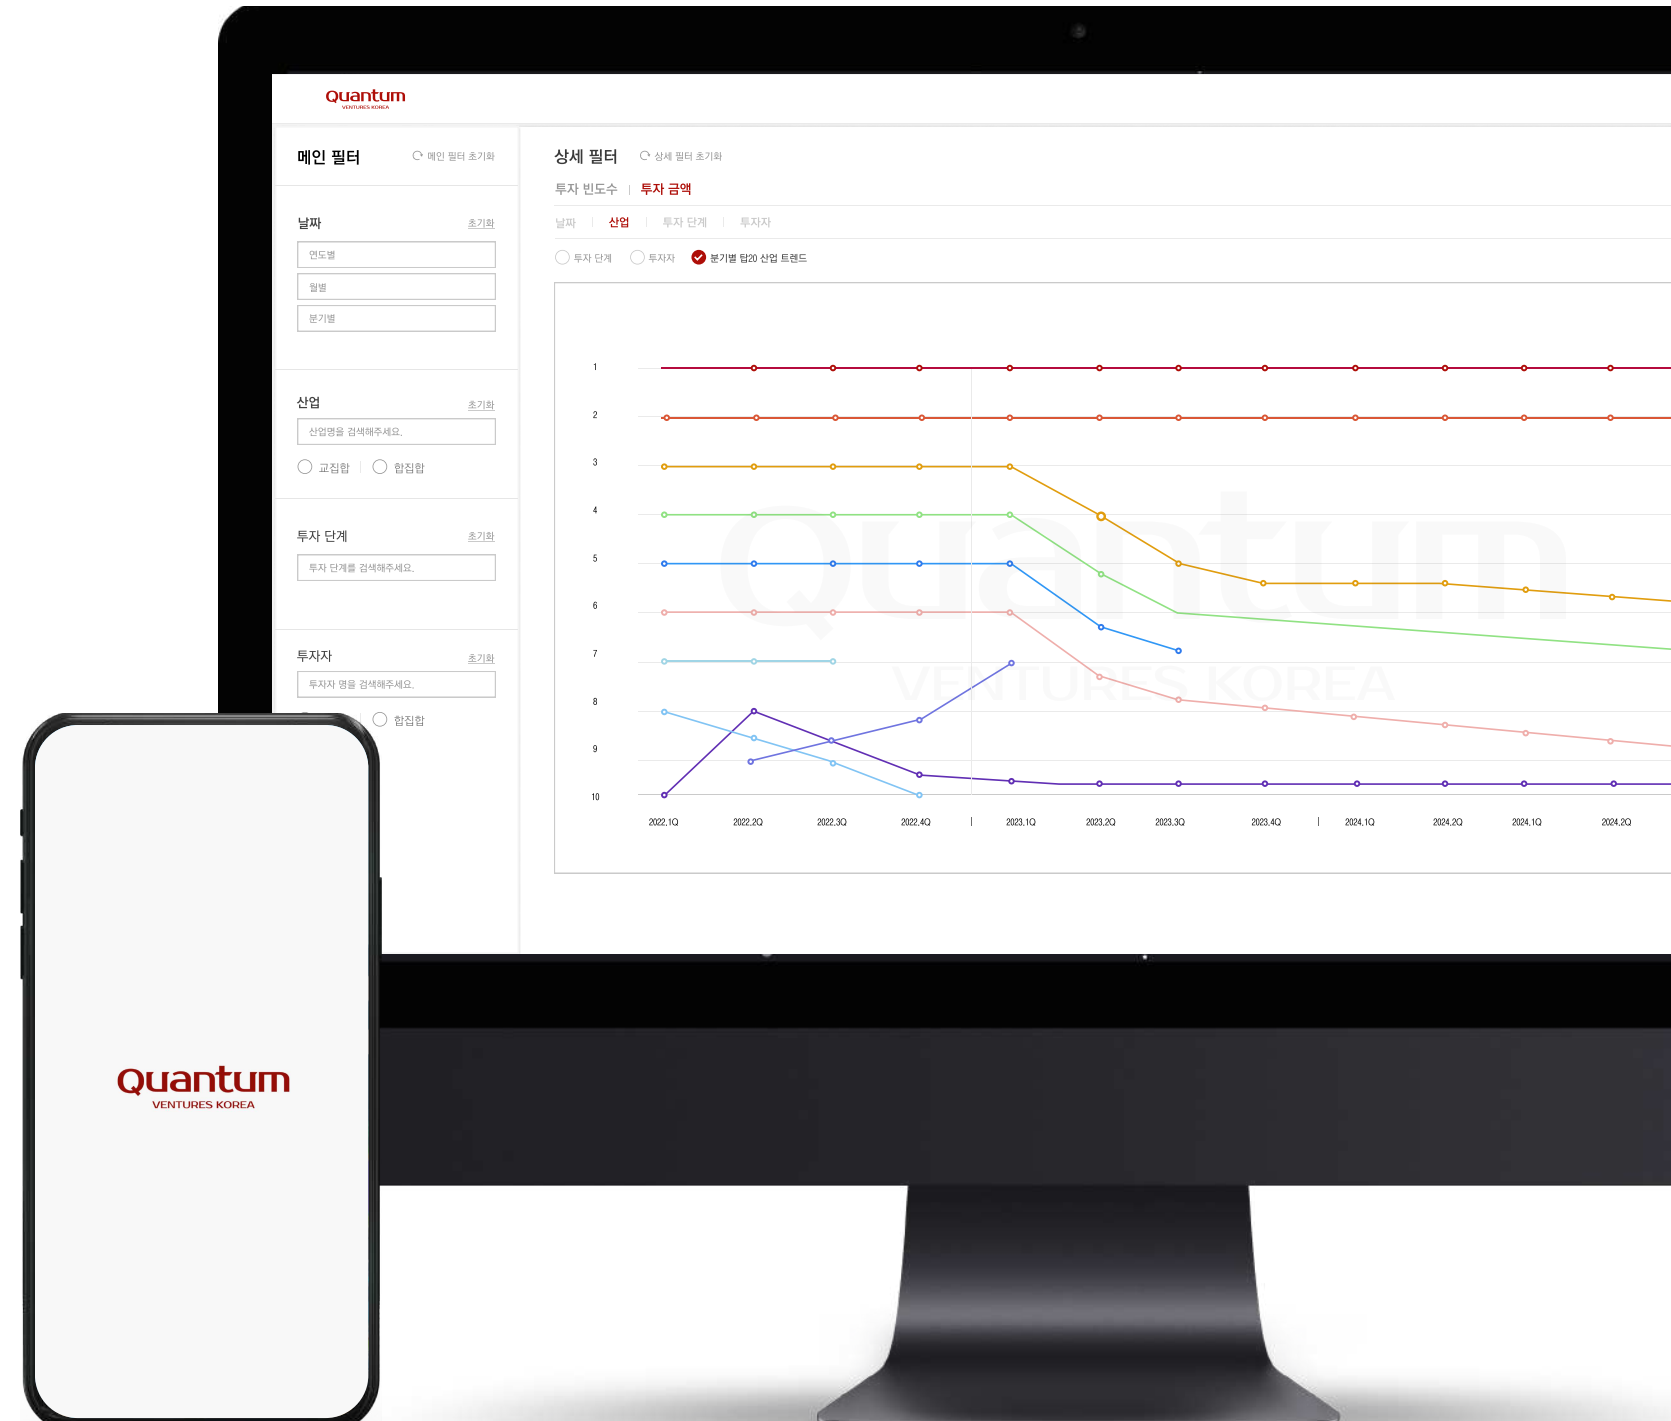 Quantum
VENTURES KOREA
메인 필터
메인 필터 초기화
날짜
초기화
연도별
월별
분기별
산업
초기화
산업명을 검색해주세요.
교집합
합집합
투자 단계
초기화
투자 단계를 검색해주세요.
투자자
초기화
투자자 명을 검색해주세요.
합집합
상세 필터
상세 필터 초기화
투자 빈도수 | 투자 금액
날짜 | 산업 | 투자 단계 | 투자자
투자 단계
투자자
분기별 탑20 산업 트렌드
Quantum
VENTURES KOREA
1
2
3
4
5
6
7
8
9
10
2022.1Q 2022.2Q 2022.3Q 2022.4Q | 2023.1Q 2023.2Q 2023.3Q 2023.4Q | 2024.1Q 2024.2Q 2024.1Q 2024.2Q
Quantum
VENTURES KOREA